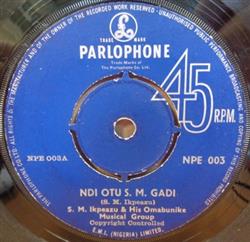 TRADE MARK
PARLOPHONE
Trade Marks of
The Parlophone Co. Ltd.
45
R.P.M.
NPE 003A
NPE 003
NDI OTU S. M. GADI
(S. M. Ikpeazu)
S. M. Ikpeazu & His Omabunike
Musical Group
Copyright Controlled
E.M.I. (NIGERIA) LIMITED.